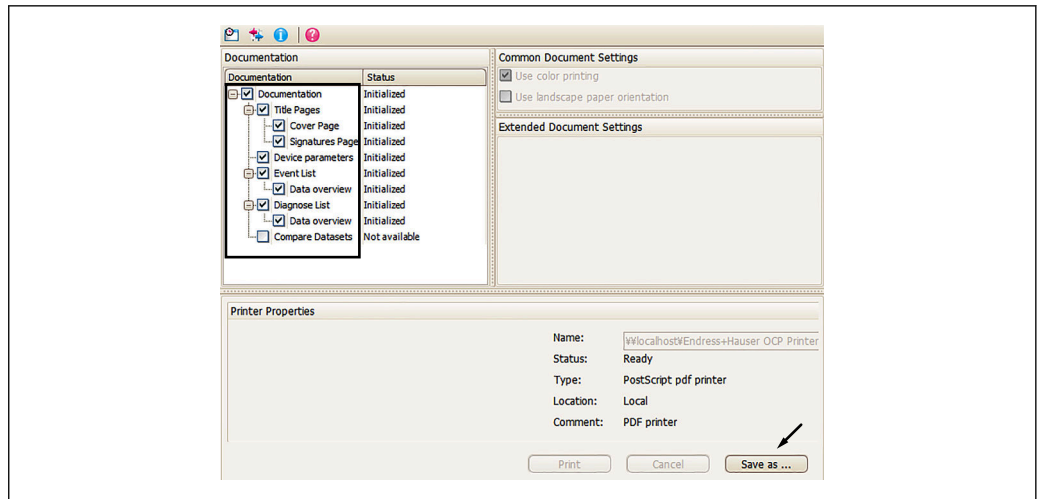 Documentation
Documentation Status
Documentation Initialized
Title Pages Initialized
Cover Page Initialized
Signatures Page Initialized
Device parameters Initialized
Event List Initialized
Data overview Initialized
Diagnose List Initialized
Data overview Initialized
Compare Datasets Not available
Common Document Settings
Use color printing
Use landscape paper orientation
Extended Document Settings
Printer Properties
Name: ¥¥localhost¥Endress+Hauser OCP Printer
Status: Ready
Type: PostScript pdf printer
Location: Local
Comment: PDF printer
Print Cancel Save as ...